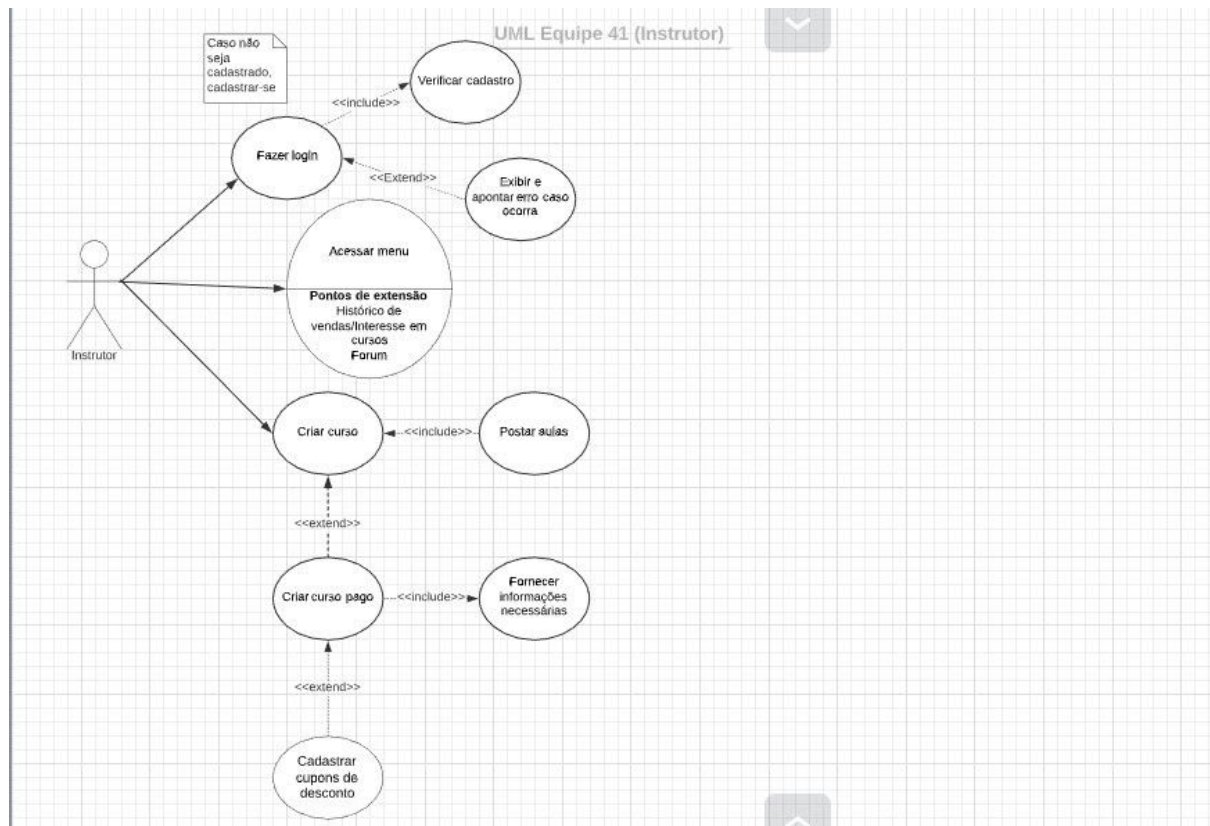 UML Equipe 41 (Instrutor)
Caso não
seja
cadastrado,
cadastrar-se
Verificar cadastro
<<include>>
Fazer login
<<Extend>>
Exibir e
apontar erro caso
ocorra
Acessar menu
Pontos de extensão
Histórico de
vendas/Interesse em
cursos
Forum
Instrutor
Criar curso
<<include>>
Postar aulas
<<extend>>
Criar curso pago
<<include>>
Fornecer
informações
necessárias
<<extend>>
Cadastrar
cupons de
desconto